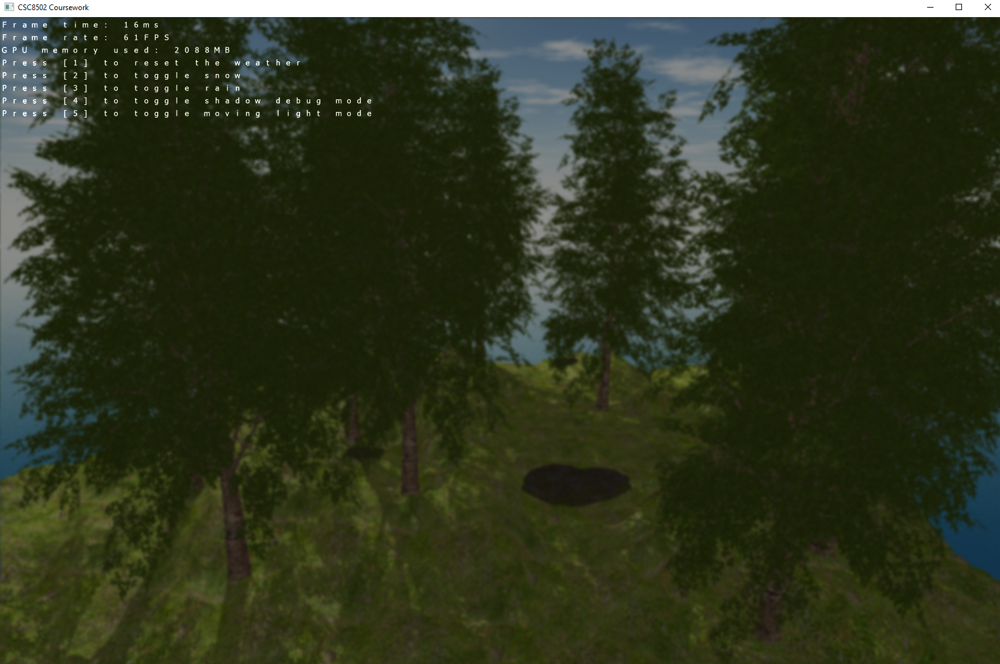 CSC8502 Coursework
Frame time: 16ms
Frame rate: 61FPS
GPU memory used: 2088MB
Press [1] to reset the weather
Press [2] to toggle snow
Press [3] to toggle rain
Press [4] to toggle shadow debug mode
Press [5] to toggle moving light mode